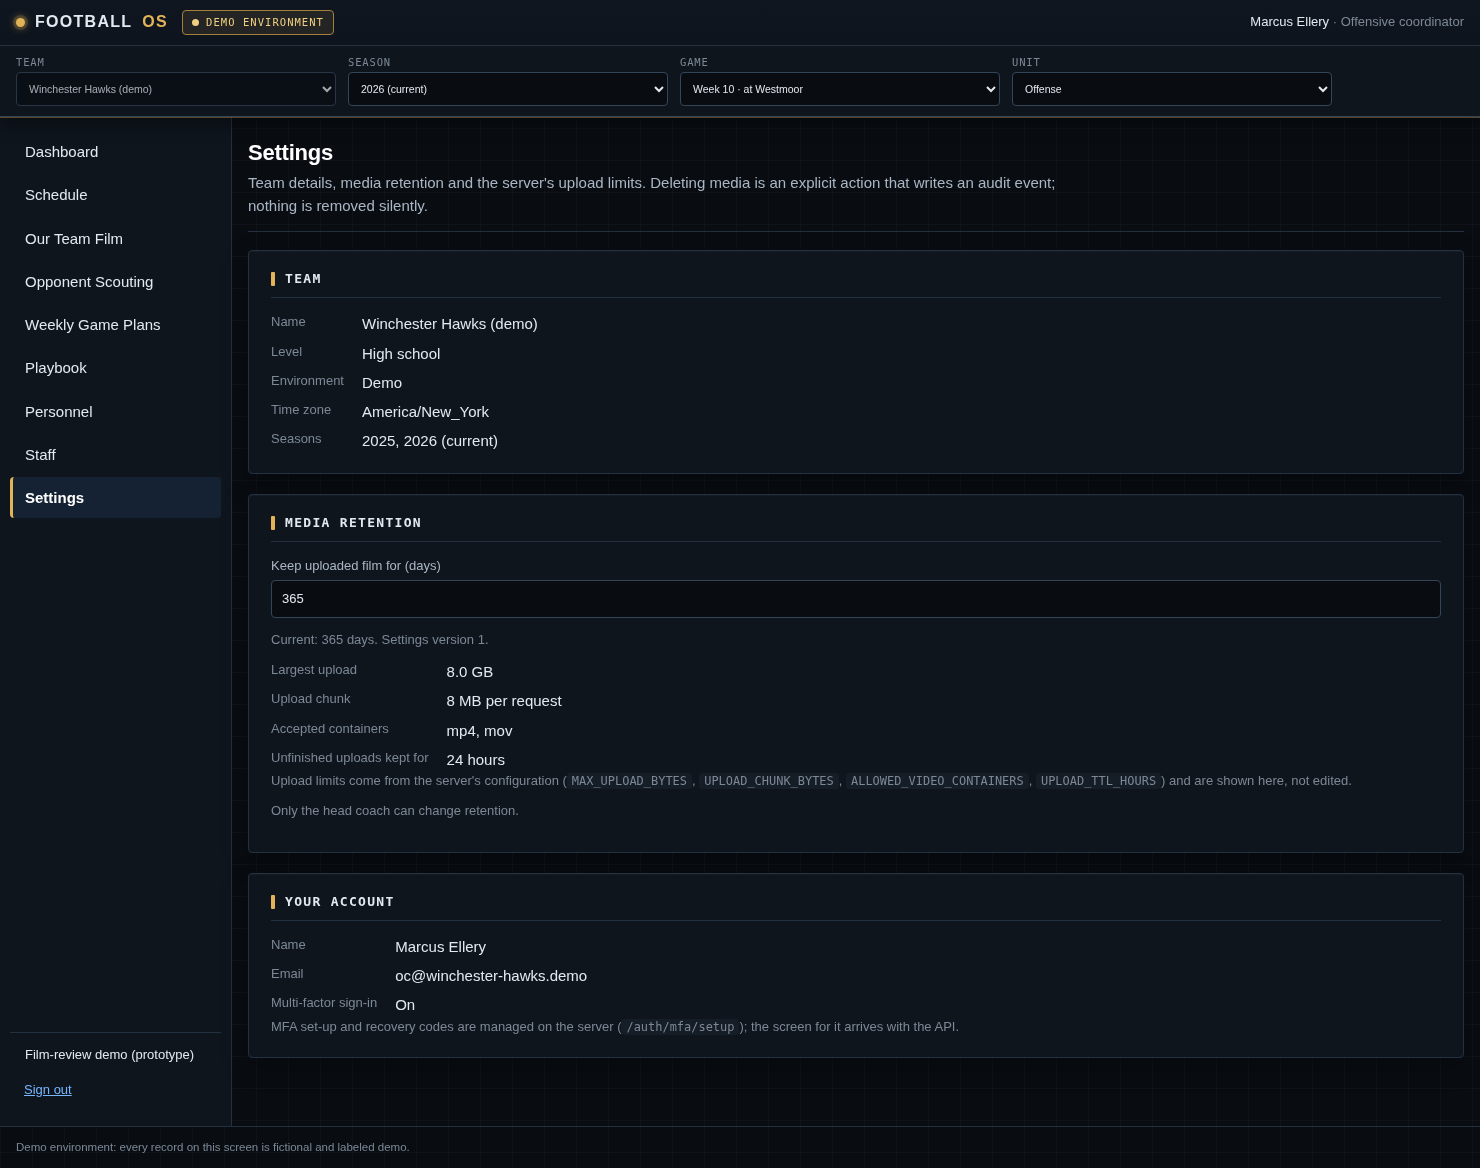 FOOTBALL OS
DEMO ENVIRONMENT
Marcus Ellery · Offensive coordinator
TEAM
Winchester Hawks (demo)
SEASON
2026 (current)
GAME
Week 10 · at Westmoor
UNIT
Offense
Dashboard
Schedule
Our Team Film
Opponent Scouting
Weekly Game Plans
Playbook
Personnel
Staff
Settings
Film-review demo (prototype)
Sign out
Settings
Team details, media retention and the server's upload limits. Deleting media is an explicit action that writes an audit event;
nothing is removed silently.
TEAM
Name Winchester Hawks (demo)
Level High school
Environment Demo
Time zone America/New_York
Seasons 2025, 2026 (current)
MEDIA RETENTION
Keep uploaded film for (days)
365
Current: 365 days. Settings version 1.
Largest upload 8.0 GB
Upload chunk 8 MB per request
Accepted containers mp4, mov
Unfinished uploads kept for 24 hours
Upload limits come from the server's configuration (MAX_UPLOAD_BYTES, UPLOAD_CHUNK_BYTES, ALLOWED_VIDEO_CONTAINERS, UPLOAD_TTL_HOURS) and are shown here, not edited.
Only the head coach can change retention.
YOUR ACCOUNT
Name Marcus Ellery
Email oc@winchester-hawks.demo
Multi-factor sign-in On
MFA set-up and recovery codes are managed on the server (/auth/mfa/setup); the screen for it arrives with the API.
Demo environment: every record on this screen is fictional and labeled demo.